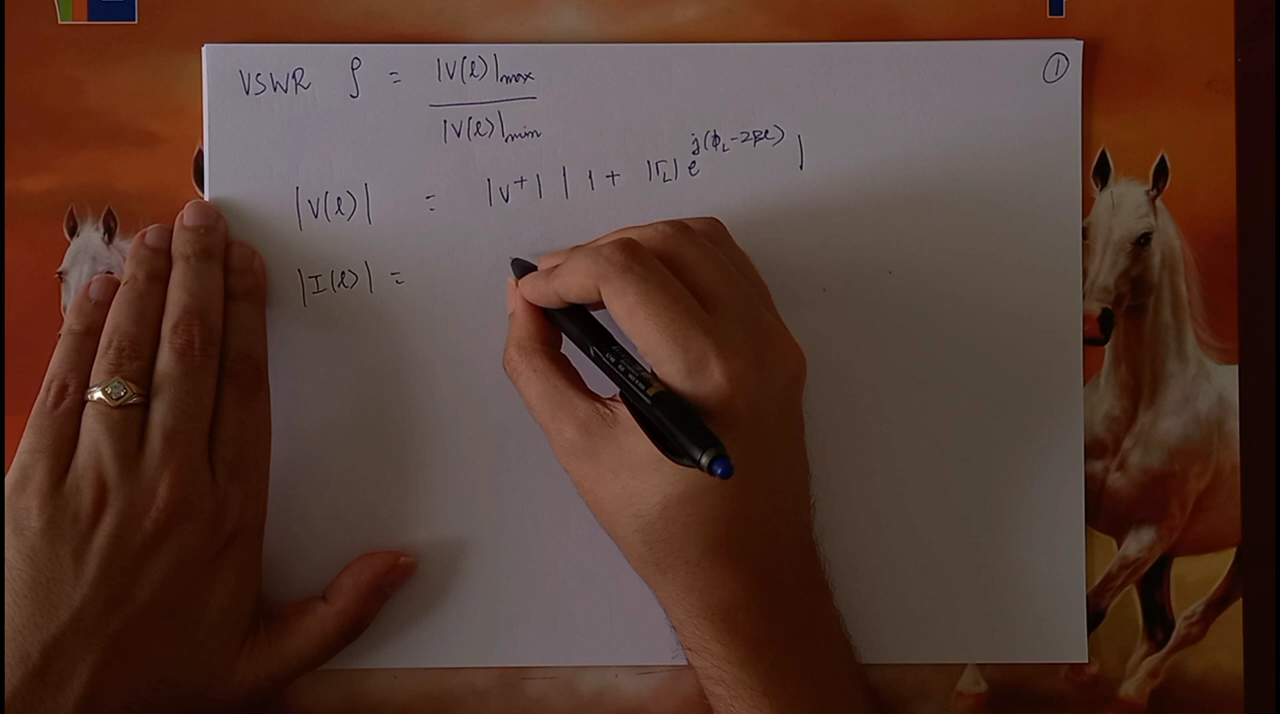 VSWR ρ = |V(ℓ)|max / |V(ℓ)|min
①
|V(ℓ)| = |V⁺| | 1 + |Γ_L| e^{j(ϕ_L-2βℓ)} |
|I(ℓ)| =